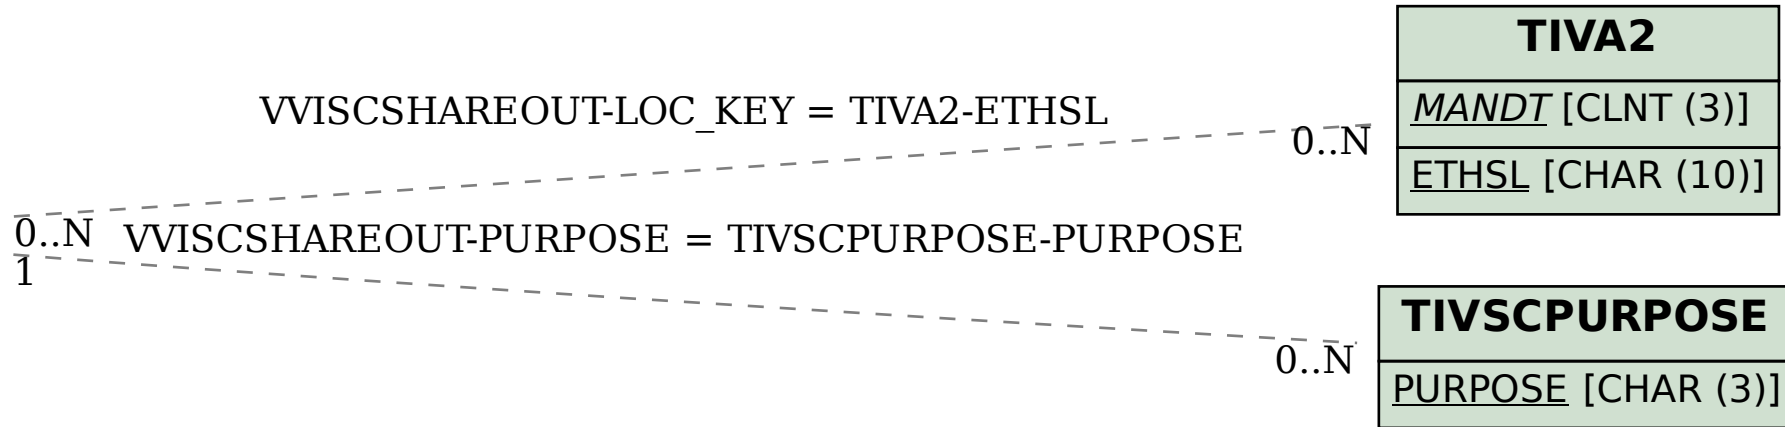 TIVA2
MANDT [CLNT (3)]
ETHSL [CHAR (10)]
VVISCSHAREOUT-LOC_KEY = TIVA2-ETHSL
0..N
0..N
VVISCSHAREOUT-PURPOSE = TIVSCPURPOSE-PURPOSE
1
0..N
TIVSCPURPOSE
PURPOSE [CHAR (3)]